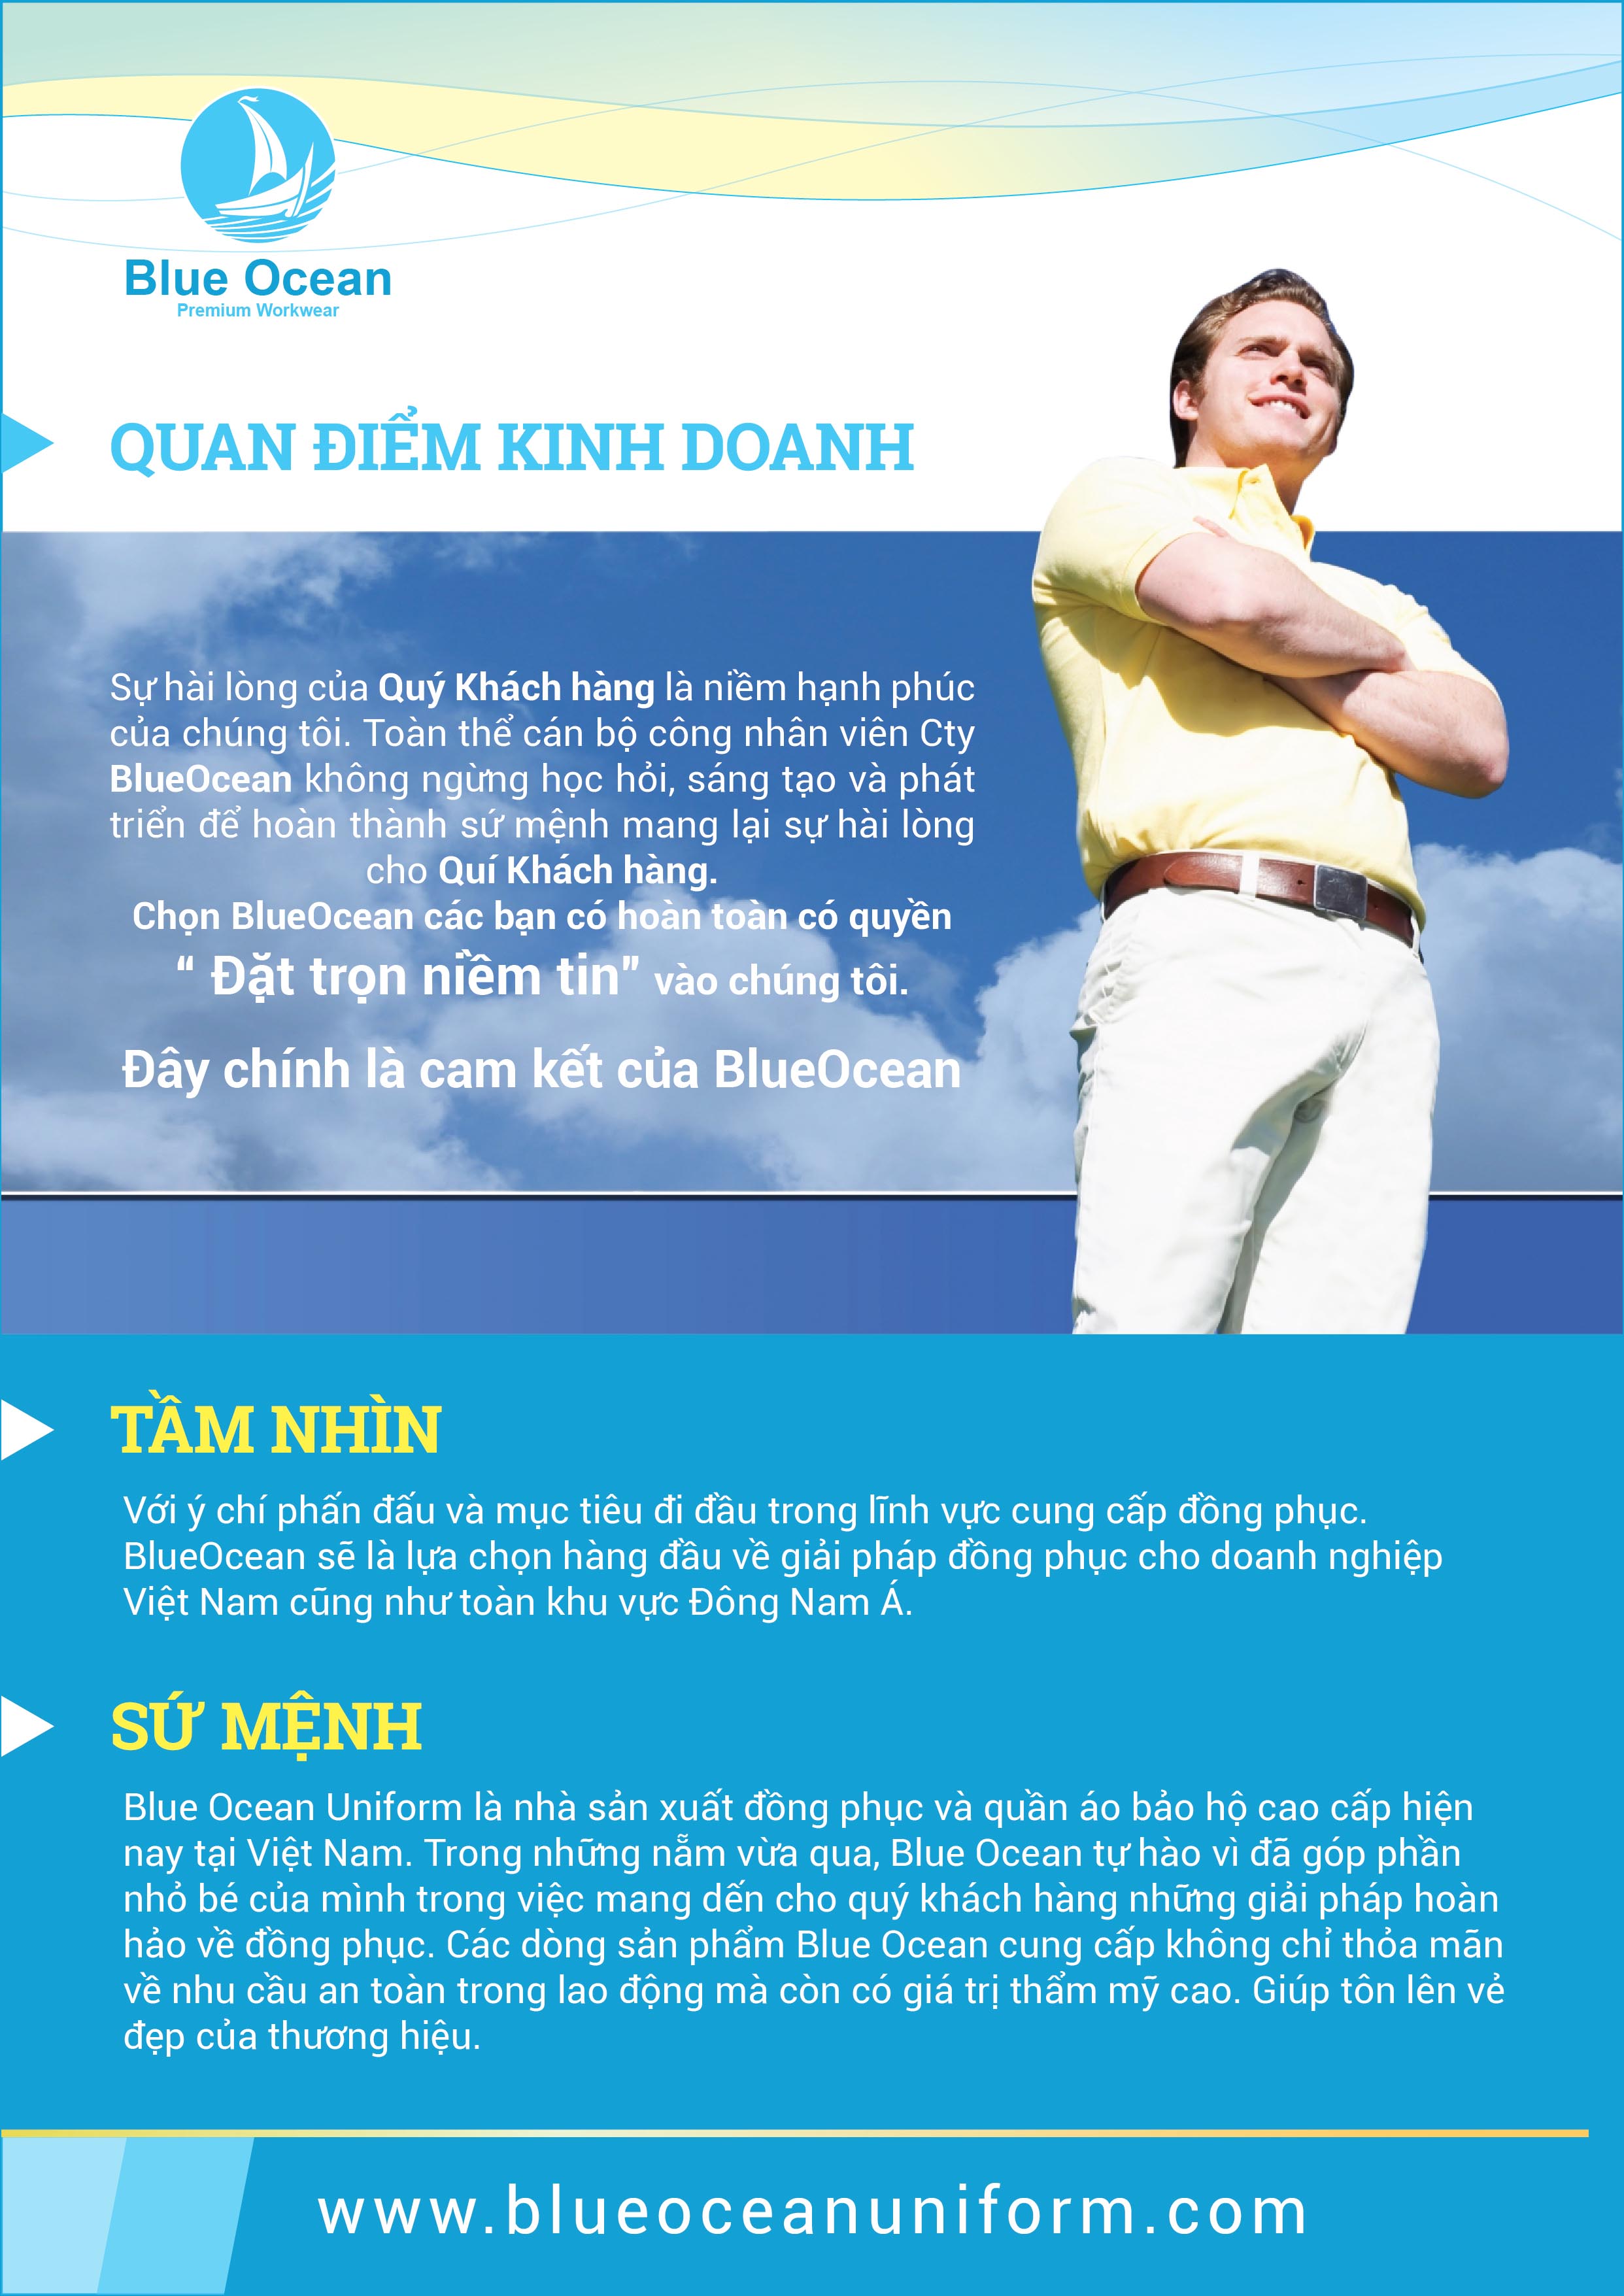 Blue Ocean
Premium Workwear
QUAN ĐIỂM KINH DOANH
Sự hài lòng của Quý Khách hàng là niềm hạnh phúc
của chúng tôi. Toàn thể cán bộ công nhân viên Cty
BlueOcean không ngừng học hỏi, sáng tạo và phát
triển để hoàn thành sứ mệnh mang lại sự hài lòng
cho Quí Khách hàng.
Chọn BlueOcean các bạn có hoàn toàn có quyền
“ Đặt trọn niềm tin” vào chúng tôi.
Đây chính là cam kết của BlueOcean
TẦM NHÌN
Với ý chí phấn đấu và mục tiêu đi đầu trong lĩnh vực cung cấp đồng phục.
BlueOcean sẽ là lựa chọn hàng đầu về giải pháp đồng phục cho doanh nghiệp
Việt Nam cũng như toàn khu vực Đông Nam Á.
SỨ MỆNH
Blue Ocean Uniform là nhà sản xuất đồng phục và quần áo bảo hộ cao cấp hiện
nay tại Việt Nam. Trong những nẵm vừa qua, Blue Ocean tự hào vì đã góp phần
nhỏ bé của mình trong việc mang dến cho quý khách hàng những giải pháp hoàn
hảo về đồng phục. Các dòng sản phẩm Blue Ocean cung cấp không chỉ thỏa mãn
về nhu cầu an toàn trong lao động mà còn có giá trị thẩm mỹ cao. Giúp tôn lên vẻ
đẹp của thương hiệu.
www.blueoceanuniform.com